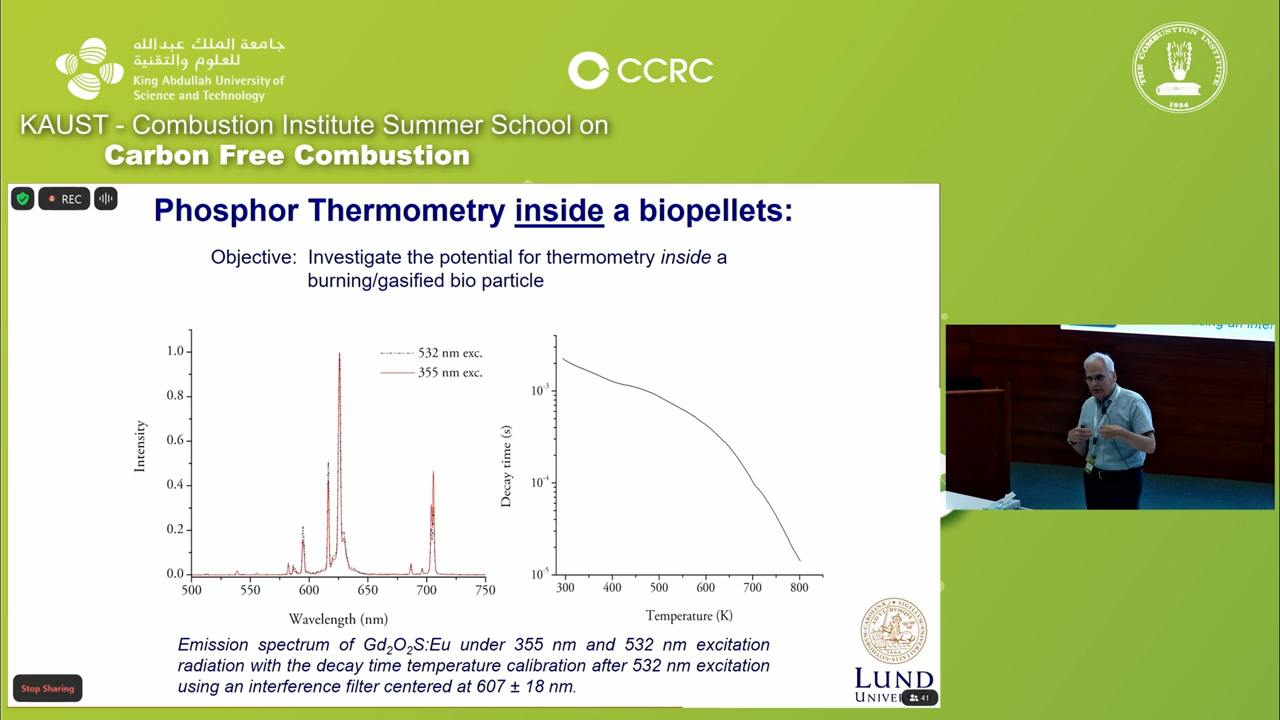 جامعة الملك عبدالله
للعلوم والتقنية
King Abdullah University of
Science and Technology
CCRC
THE COMBUSTION INSTITUTE
1954
KAUST - Combustion Institute Summer School on
Carbon Free Combustion
REC
Phosphor Thermometry inside a biopellets:
Objective: Investigate the potential for thermometry inside a
burning/gasified bio particle
Intensity
1.0
0.8
0.6
0.4
0.2
0.0
500 550 600 650 700 750
Wavelength (nm)
532 nm exc.
355 nm exc.
Decay time (s)
10⁻³
10⁻⁴
10⁻⁵
300 400 500 600 700 800
Temperature (K)
Emission spectrum of Gd₂O₂S:Eu under 355 nm and 532 nm excitation
radiation with the decay time temperature calibration after 532 nm excitation
using an interference filter centered at 607 ± 18 nm.
LUND
Stop Sharing
41